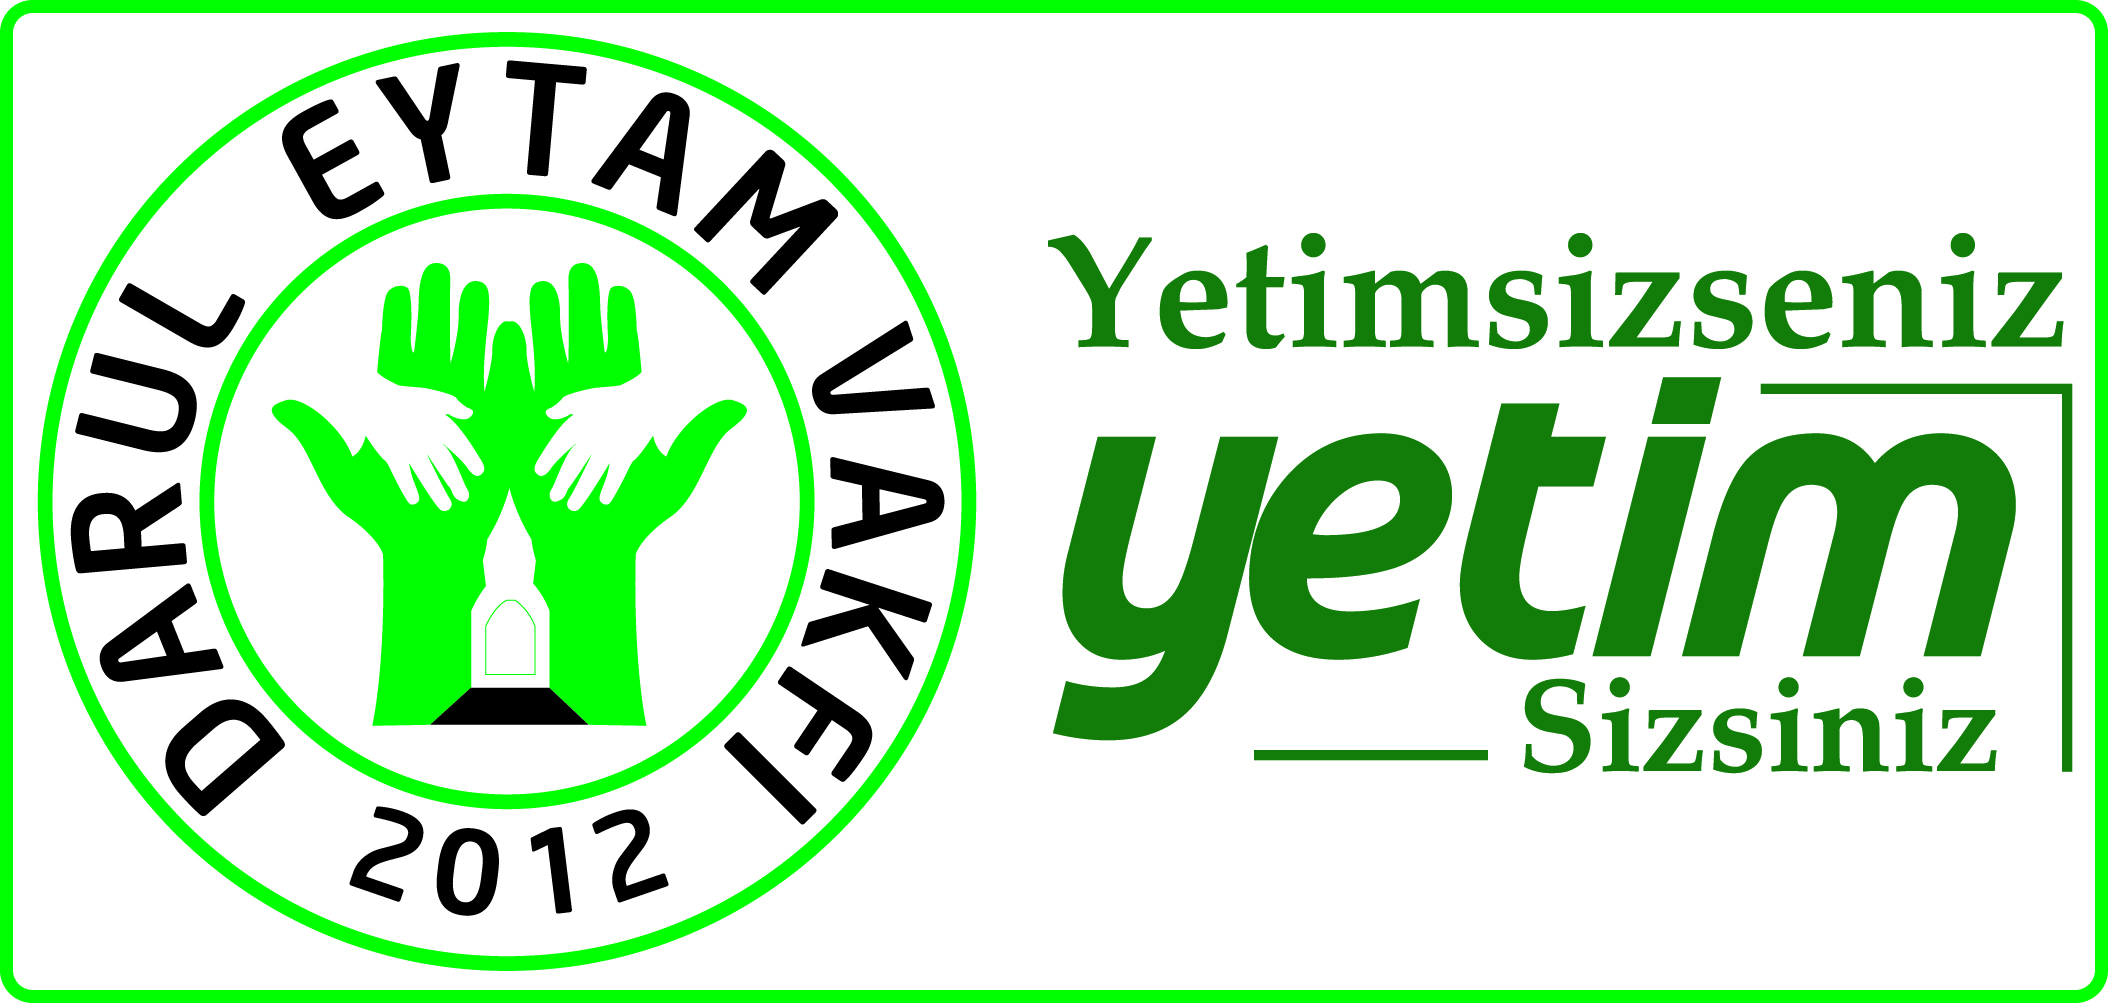 DARUL EYTAM VAKFI
2012
Yetimsizseniz
yetim
Sizsiniz